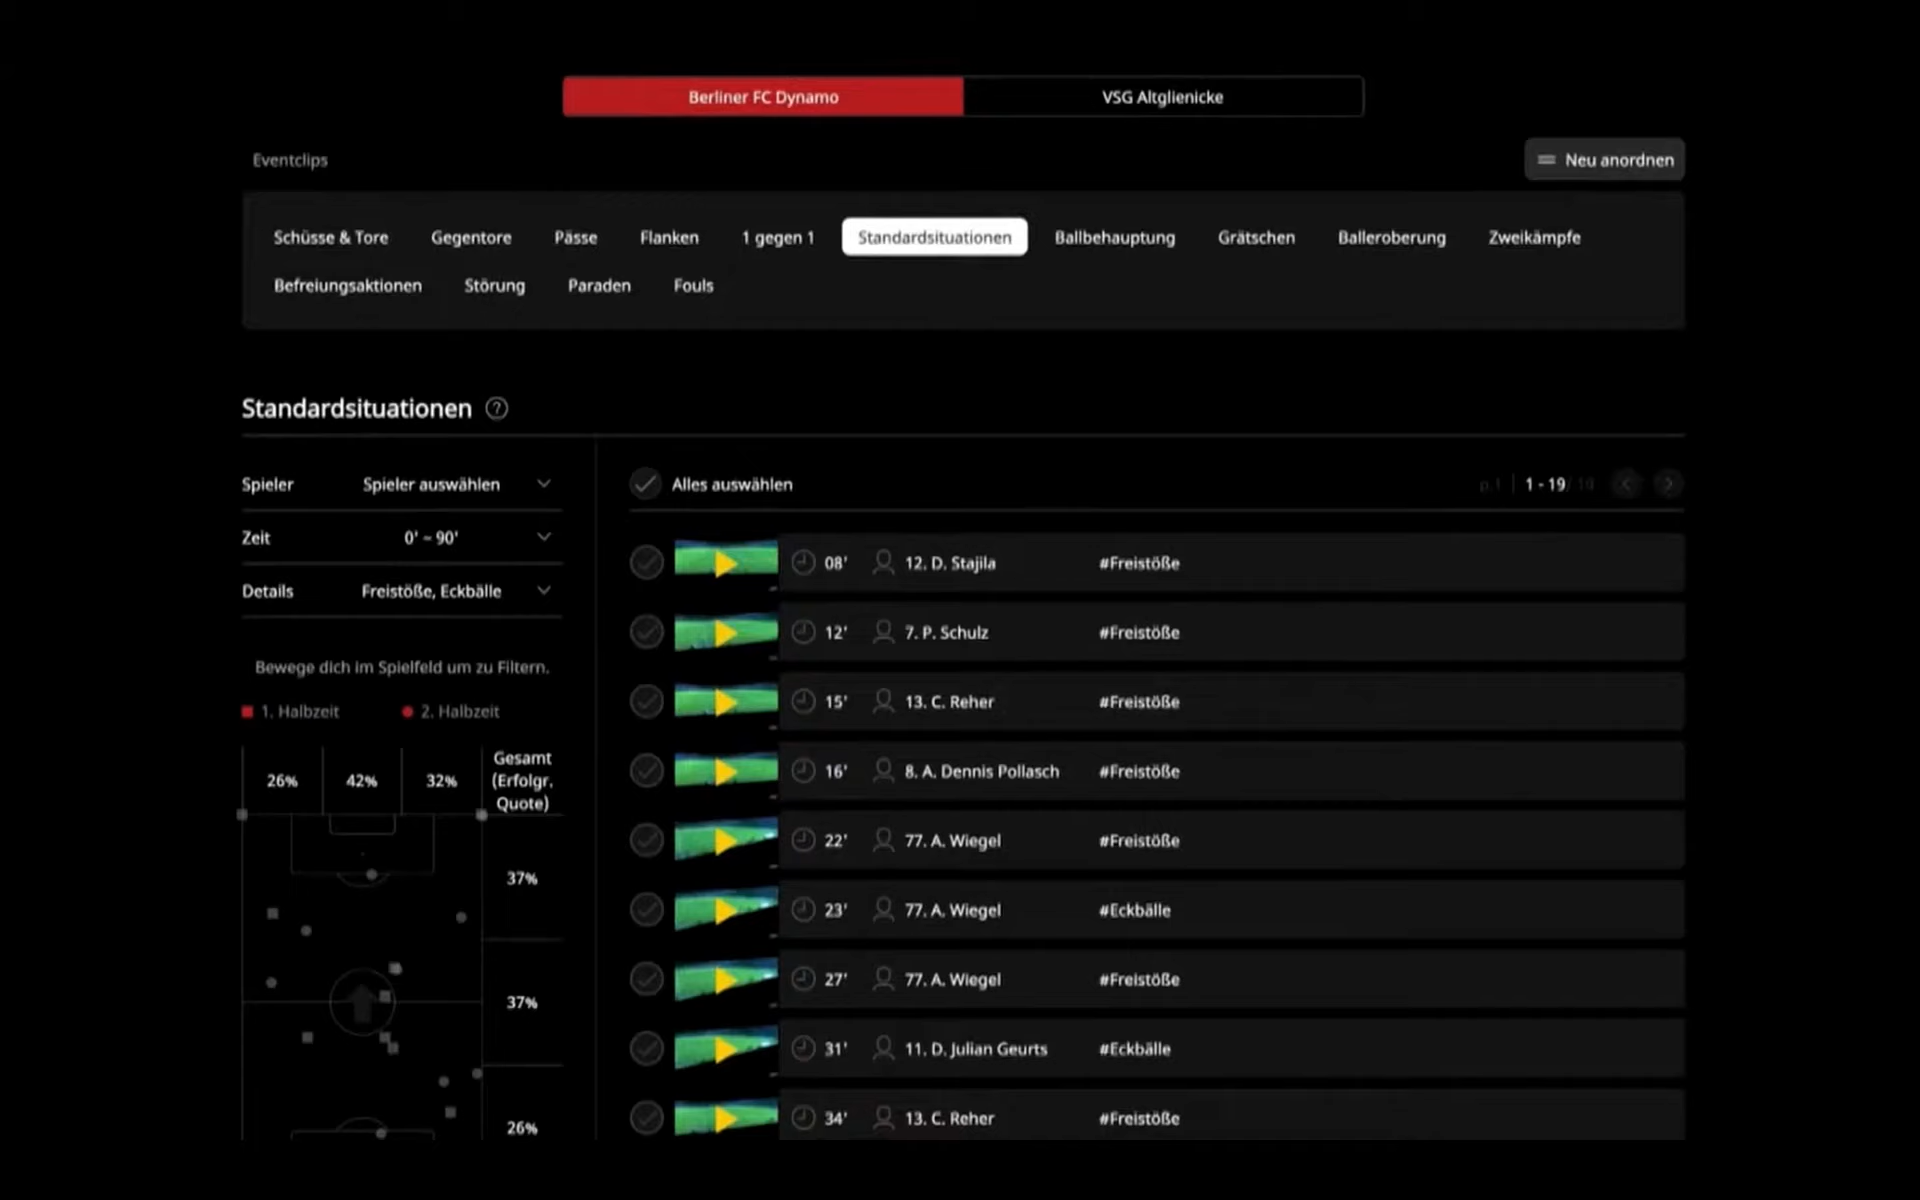 Berliner FC Dynamo
VSG Altglienicke
Eventclips
Neu anordnen
Schüsse & Tore
Gegentore
Pässe
Flanken
1 gegen 1
Standardsituationen
Ballbehauptung
Grätschen
Balleroberung
Zweikämpfe
Befreiungsaktionen
Störung
Paraden
Fouls
Standardsituationen ?
Spieler
Spieler auswählen
Zeit
0' ~ 90'
Details
Freistöße, Eckbälle
Bewege dich im Spielfeld um zu Filtern.
1. Halbzeit
2. Halbzeit
26%
42%
32%
Gesamt
(Erfolgr,
Quote)
37%
37%
26%
Alles auswählen
p.1
1 - 19 / 19
08' 12. D. Stajila #Freistöße
12' 7. P. Schulz #Freistöße
15' 13. C. Reher #Freistöße
16' 8. A. Dennis Pollasch #Freistöße
22' 77. A. Wiegel #Freistöße
23' 77. A. Wiegel #Eckbälle
27' 77. A. Wiegel #Freistöße
31' 11. D. Julian Geurts #Eckbälle
34' 13. C. Reher #Freistöße